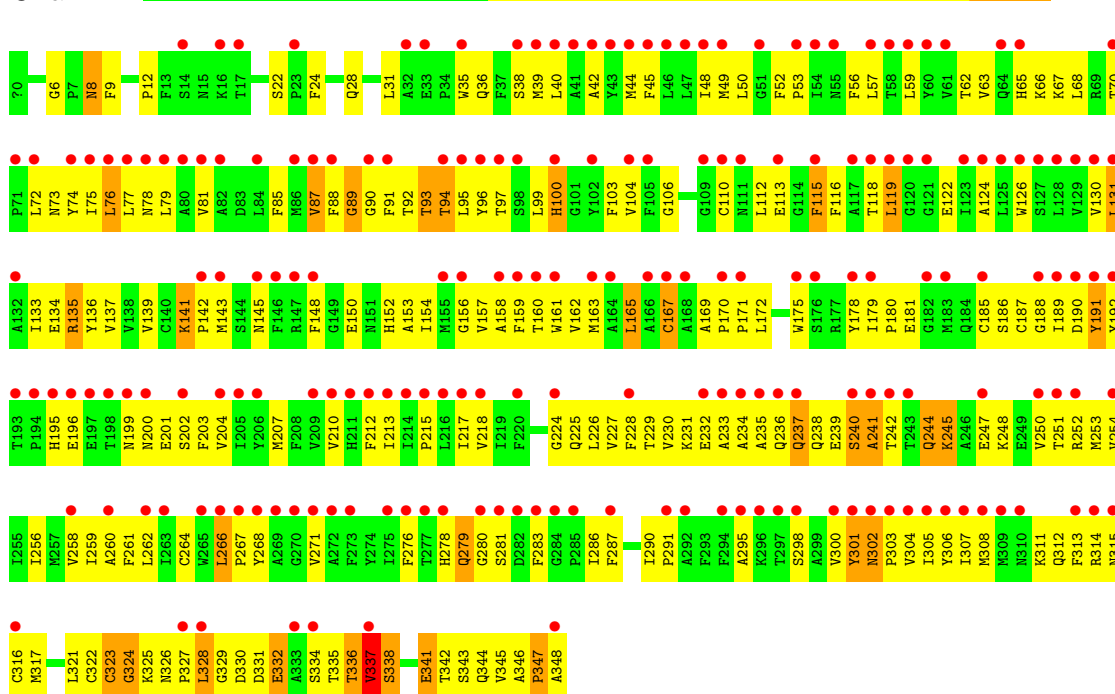 ?0 G6 P7 N8 F9 P12 F13 S14 N15 K16 T17 S22 P23 F24 Q28 L31 A32 E33 P34 W35 Q36 F37 S38 M39 L40 A41 A42 Y43 M44 F45 L46 L47 I48 M49 L50 G51 F52 P53 I54 N55 F56 L57 T58 L59 Y60 V61 T62 V63 Q64 H65 K66 K67 L68 R69 T70
P71 L72 N73 Y74 I75 L76 L77 N78 L79 A80 V81 A82 D83 L84 F85 M86 V87 F88 G89 G90 F91 T92 T93 T94 L95 Y96 T97 S98 L99 H100 G101 Y102 F103 V104 F105 G106 G109 C110 N111 L112 E113 G114 F115 F116 A117 T118 L119 G120 G121 E122 I123 A124 L125 W126 S127 L128 V129 V130 L131
A132 I133 E134 R135 Y136 V137 V138 V139 C140 K141 P142 M143 S144 N145 F146 R147 F148 G149 E150 N151 H152 A153 I154 M155 G156 V157 A158 F159 T160 W161 V162 M163 A164 L165 A166 C167 A168 A169 P170 P171 L172 W175 S176 R177 Y178 I179 P180 E181 G182 M183 Q184 C185 S186 C187 G188 I189 D190 Y191 Y192
T193 P194 H195 E196 E197 T198 N199 N200 E201 S202 F203 V204 I205 Y206 M207 F208 V209 V210 H211 F212 I213 I214 P215 L216 I217 V218 I219 F220 G224 Q225 L226 V227 F228 T229 V230 K231 E232 A233 A234 A235 Q236 Q237 Q238 E239 S240 A241 T242 T243 Q244 K245 A246 E247 K248 E249 V250 T251 R252 M253 V254
I255 I256 M257 V258 I259 A260 F261 L262 I263 C264 W265 L266 P267 Y268 A269 G270 V271 A272 F273 Y274 I275 F276 T277 H278 Q279 G280 S281 D282 F283 G284 P285 I286 F287 I290 P291 A292 F293 F294 A295 K296 T297 S298 A299 V300 Y301 N302 P303 V304 I305 Y306 I307 M308 M309 N310 K311 Q312 F313 R314 N315
C316 M317 L321 C322 C323 G324 K325 N326 P327 L328 G329 D330 D331 E332 A333 S334 T335 T336 V337 S338 E341 T342 S343 Q344 V345 A346 P347 A348